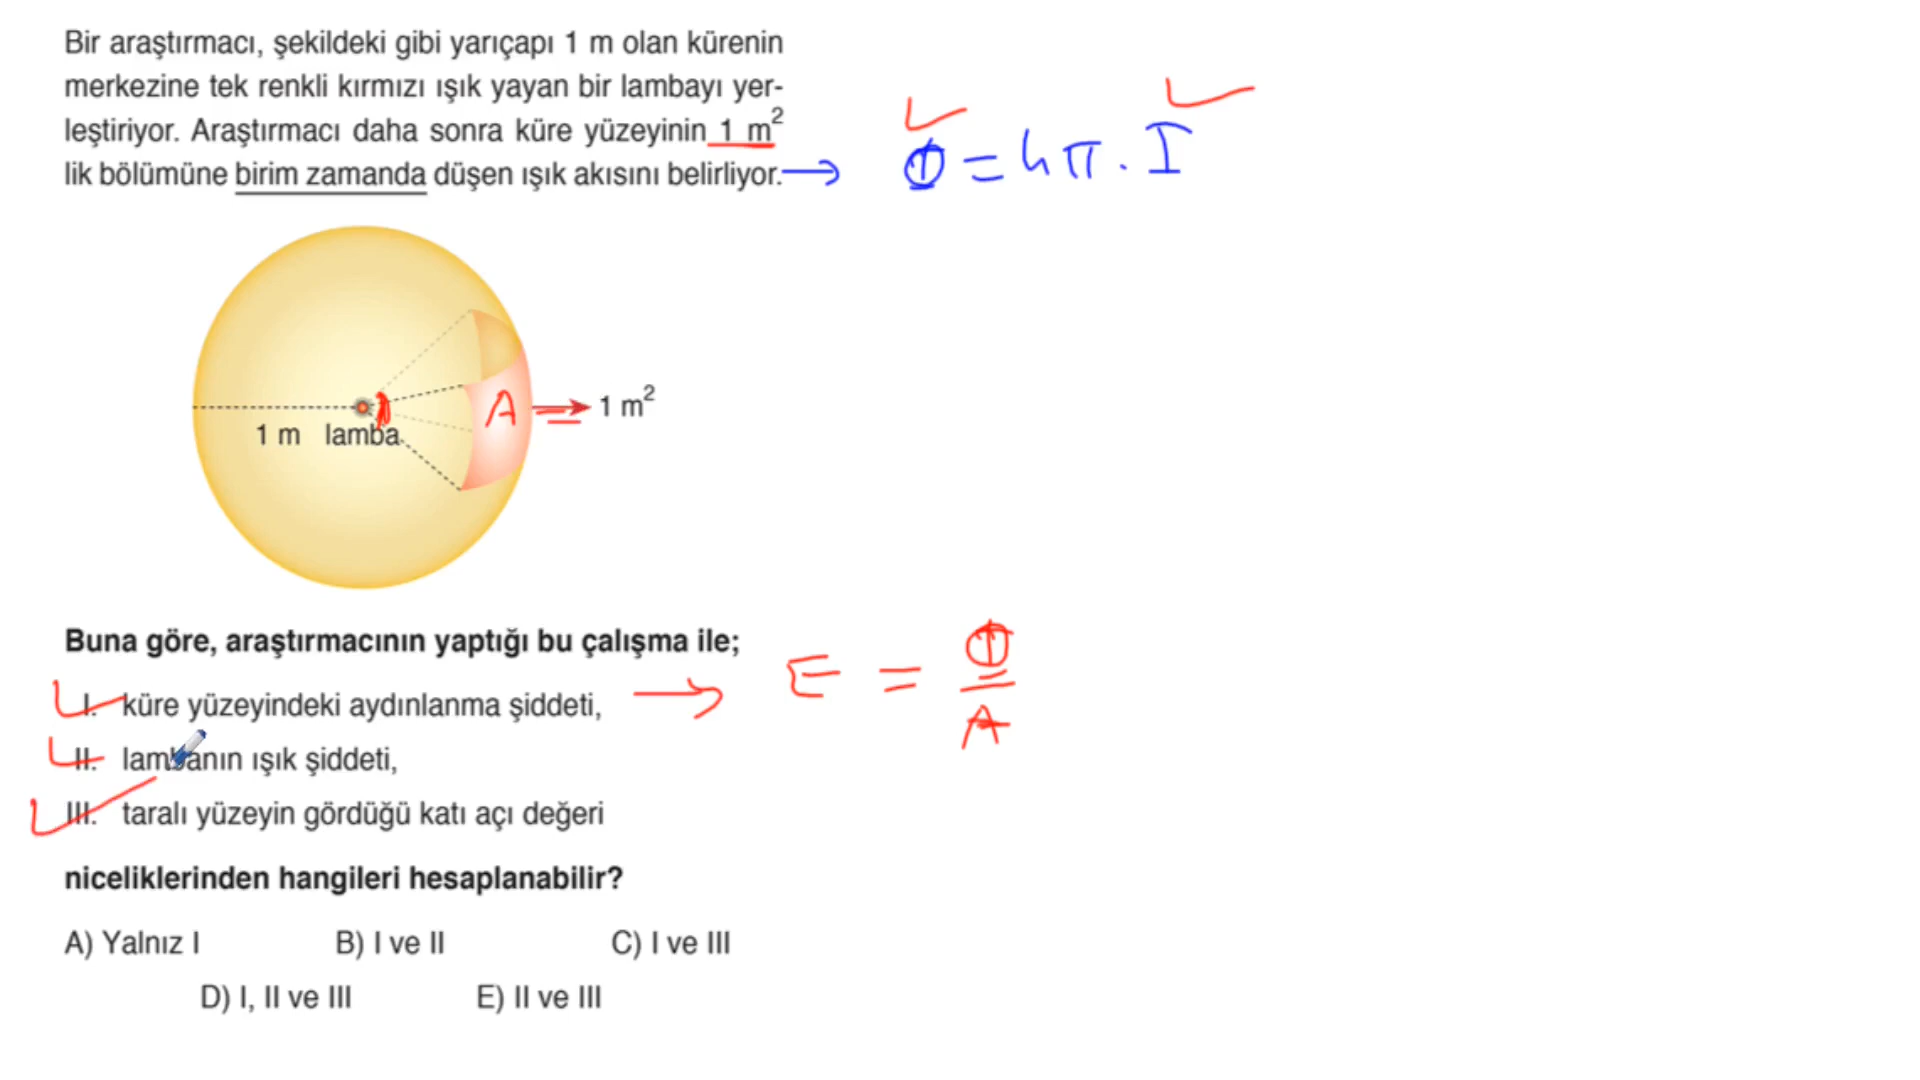 Bir araştırmacı, şekildeki gibi yarıçapı 1 m olan kürenin
merkezine tek renkli kırmızı ışık yayan bir lambayı yer-
leştiriyor. Araştırmacı daha sonra küre yüzeyinin 1 m²
lik bölümüne birim zamanda düşen ışık akısını belirliyor.
Φ = 4π . I
A
1 m²
1 m lamba
Buna göre, araştırmacının yaptığı bu çalışma ile;
I. küre yüzeyindeki aydınlanma şiddeti,
E = Φ / A
II. lambanın ışık şiddeti,
III. taralı yüzeyin gördüğü katı açı değeri
niceliklerinden hangileri hesaplanabilir?
A) Yalnız I B) I ve II C) I ve III
D) I, II ve III E) II ve III